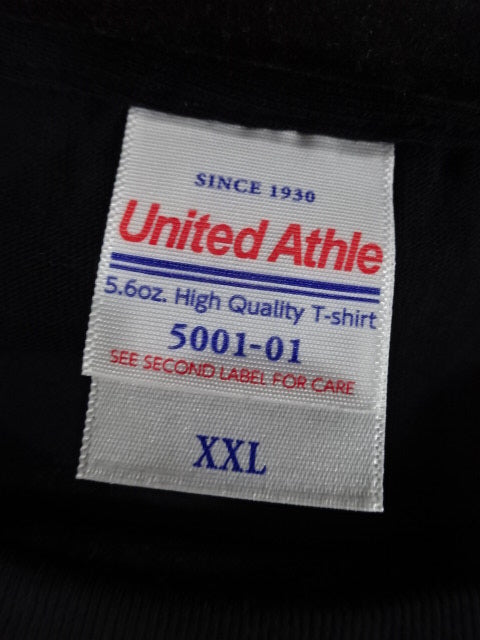 SINCE 1930
United Athle
5.6oz. High Quality T-shirt
5001-01
SEE SECOND LABEL FOR CARE
XXL